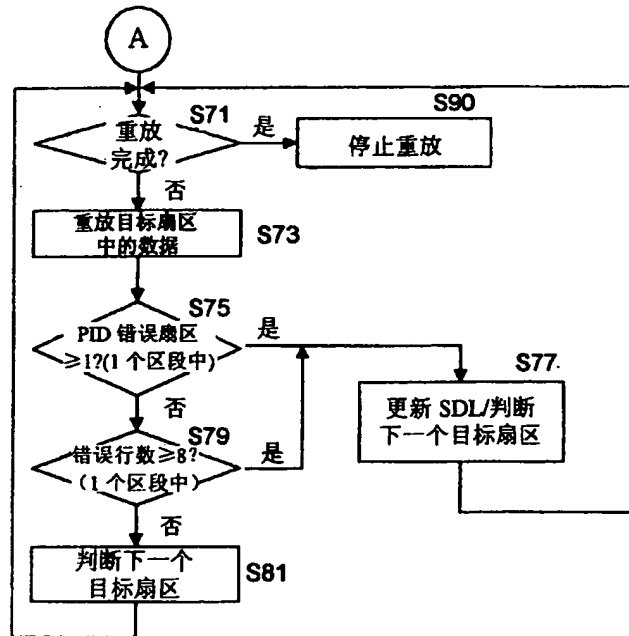 A
S71
重放
完成?
是
S90
停止重放
否
重放目标扇区
中的数据
S73
S75
PID 错误扇区
≥1?(1 个区段中)
是
S77
更新 SDL/判断
下一个目标扇区
否
S79
错误行数≥8?
(1 个区段中)
是
否
判断下一个
目标扇区
S81